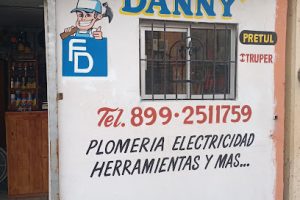 DANNY
FD
PRETUL
TRUPER
Tel. 899-2511759
PLOMERIA ELECTRICIDAD
HERRAMIENTAS Y MAS...